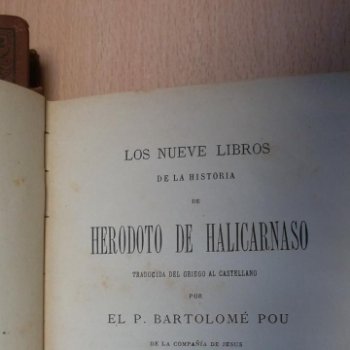 LOS NUEVE LIBROS
DE LA HISTORIA
DE
HERODOTO DE HALICARNASO
TRADUCIDA DEL GRIEGO AL CASTELLANO
POR
EL P. BARTOLOMÉ POU
DE LA COMPAÑÍA DE JESUS